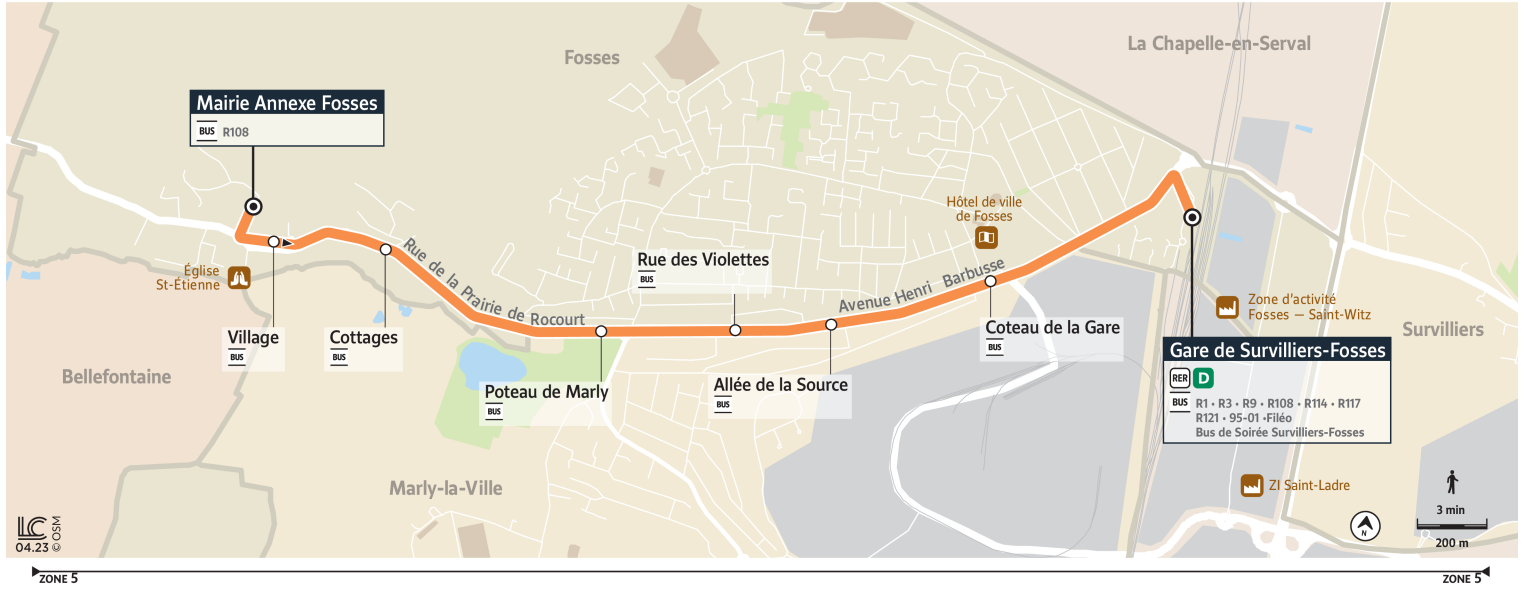 La Chapelle-en-Serval
Fosses
Mairie Annexe Fosses
BUS R108
Hôtel de ville
de Fosses
Rue de la Prairie de Rocourt
Rue des Violettes
BUS
Avenue Henri Barbusse
Église
St-Étienne
Zone d'activité
Fosses – Saint-Witz
Village
BUS
Cottages
BUS
Coteau de la Gare
BUS
Survilliers
Gare de Survilliers-Fosses
RER D
BUS R1 • R3 • R9 • R108 • R114 • R117
R121 • 95-01 •Filéo
Bus de Soirée Survilliers-Fosses
Bellefontaine
Poteau de Marly
BUS
Allée de la Source
BUS
Marly-la-Ville
ZI Saint-Ladre
LC
04.23 © OSM
N
3 min
200 m
ZONE 5
ZONE 5